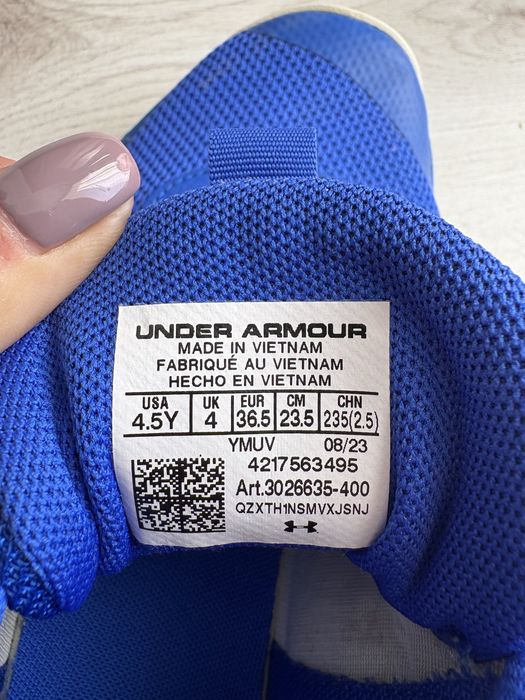 UNDER ARMOUR
MADE IN VIETNAM
FABRIQUÉ AU VIETNAM
HECHO EN VIETNAM
USA UK EUR CM CHN
4.5Y 4 36.5 23.5 235(2.5)
YMUV 08/23
4217563495
Art.3026635-400
QZXTH1NSMVXJSNJ